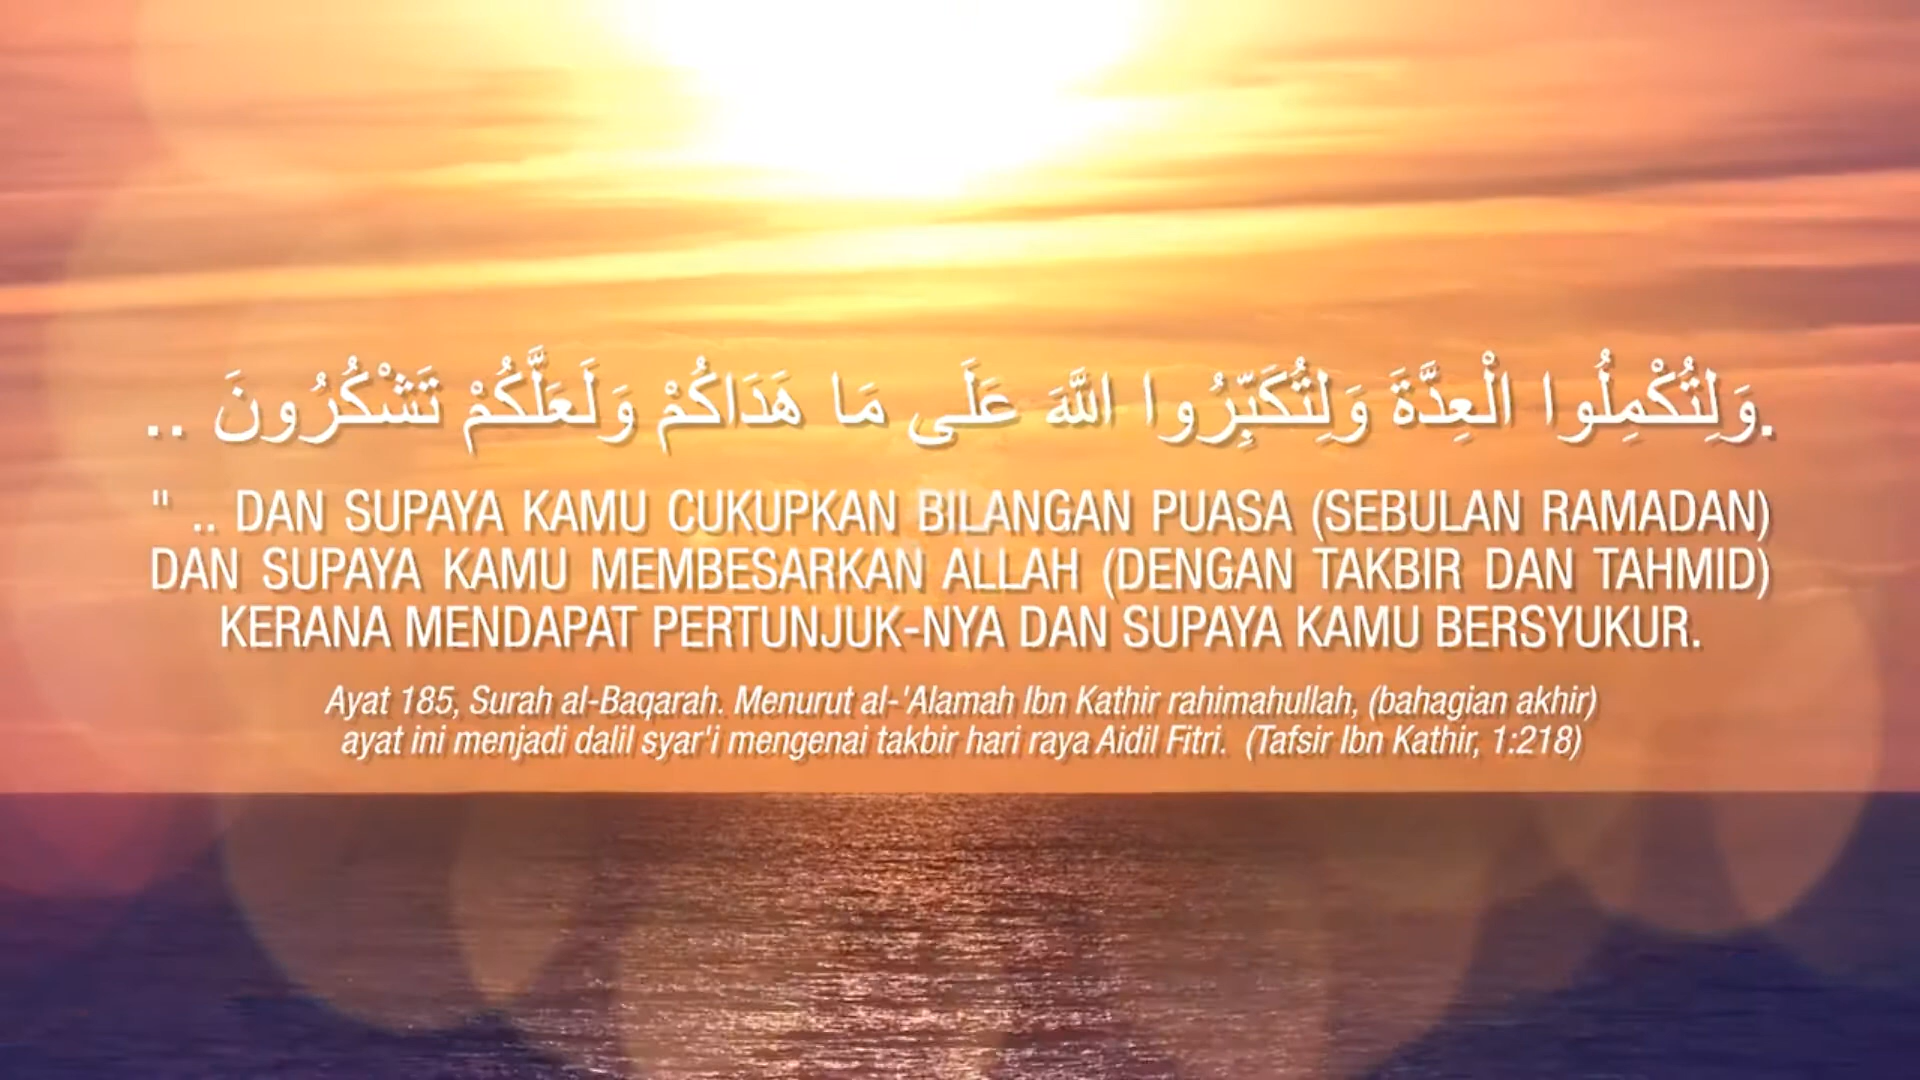 .وَلِتُكْمِلُوا الْعِدَّةَ وَلِتُكَبِّرُوا اللَّهَ عَلَى مَا هَدَاكُمْ وَلَعَلَّكُمْ تَشْكُرُونَ ..
" .. DAN SUPAYA KAMU CUKUPKAN BILANGAN PUASA (SEBULAN RAMADAN)
DAN SUPAYA KAMU MEMBESARKAN ALLAH (DENGAN TAKBIR DAN TAHMID)
KERANA MENDAPAT PERTUNJUK-NYA DAN SUPAYA KAMU BERSYUKUR.
Ayat 185, Surah al-Baqarah. Menurut al-'Alamah Ibn Kathir rahimahullah, (bahagian akhir)
ayat ini menjadi dalil syar'i mengenai takbir hari raya Aidil Fitri. (Tafsir Ibn Kathir, 1:218)